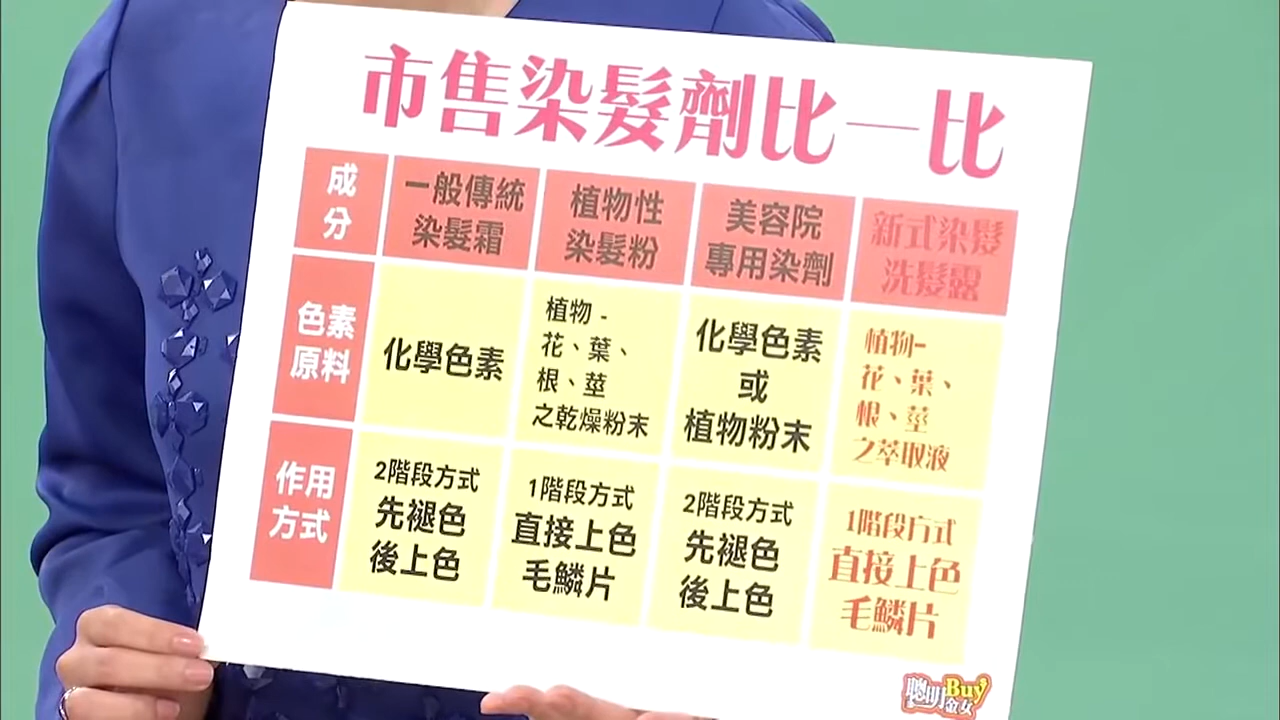 市售染髮劑比一比
成分
一般傳統
染髮霜
植物性
染髮粉
美容院
專用染劑
新式染髮
洗髮露
色素
原料
化學色素
植物-
花、葉、
根、莖
之乾燥粉末
化學色素
或
植物粉末
植物-
花、葉、
根、莖
之萃取液
作用
方式
2階段方式
先褪色
後上色
1階段方式
直接上色
毛鱗片
2階段方式
先褪色
後上色
1階段方式
直接上色
毛鱗片
聰明Buy
金女